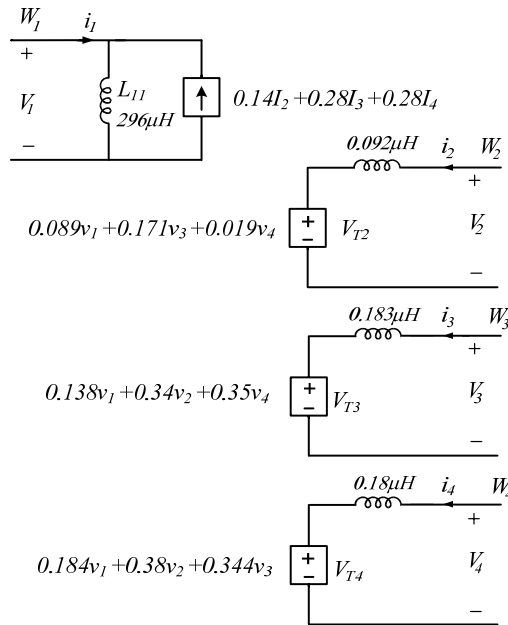 W1 i1
+
V1
L11
296μH
0.14I2+0.28I3+0.28I4
−
0.092μH i2 W2
+
0.089v1+0.171v3+0.019v4
+
−
VT2
V2
−
0.183μH i3 W3
+
0.138v1+0.34v2+0.35v4
+
−
VT3
V3
−
0.18μH i4
+
0.184v1+0.38v2+0.344v3
+
−
VT4
V4
−